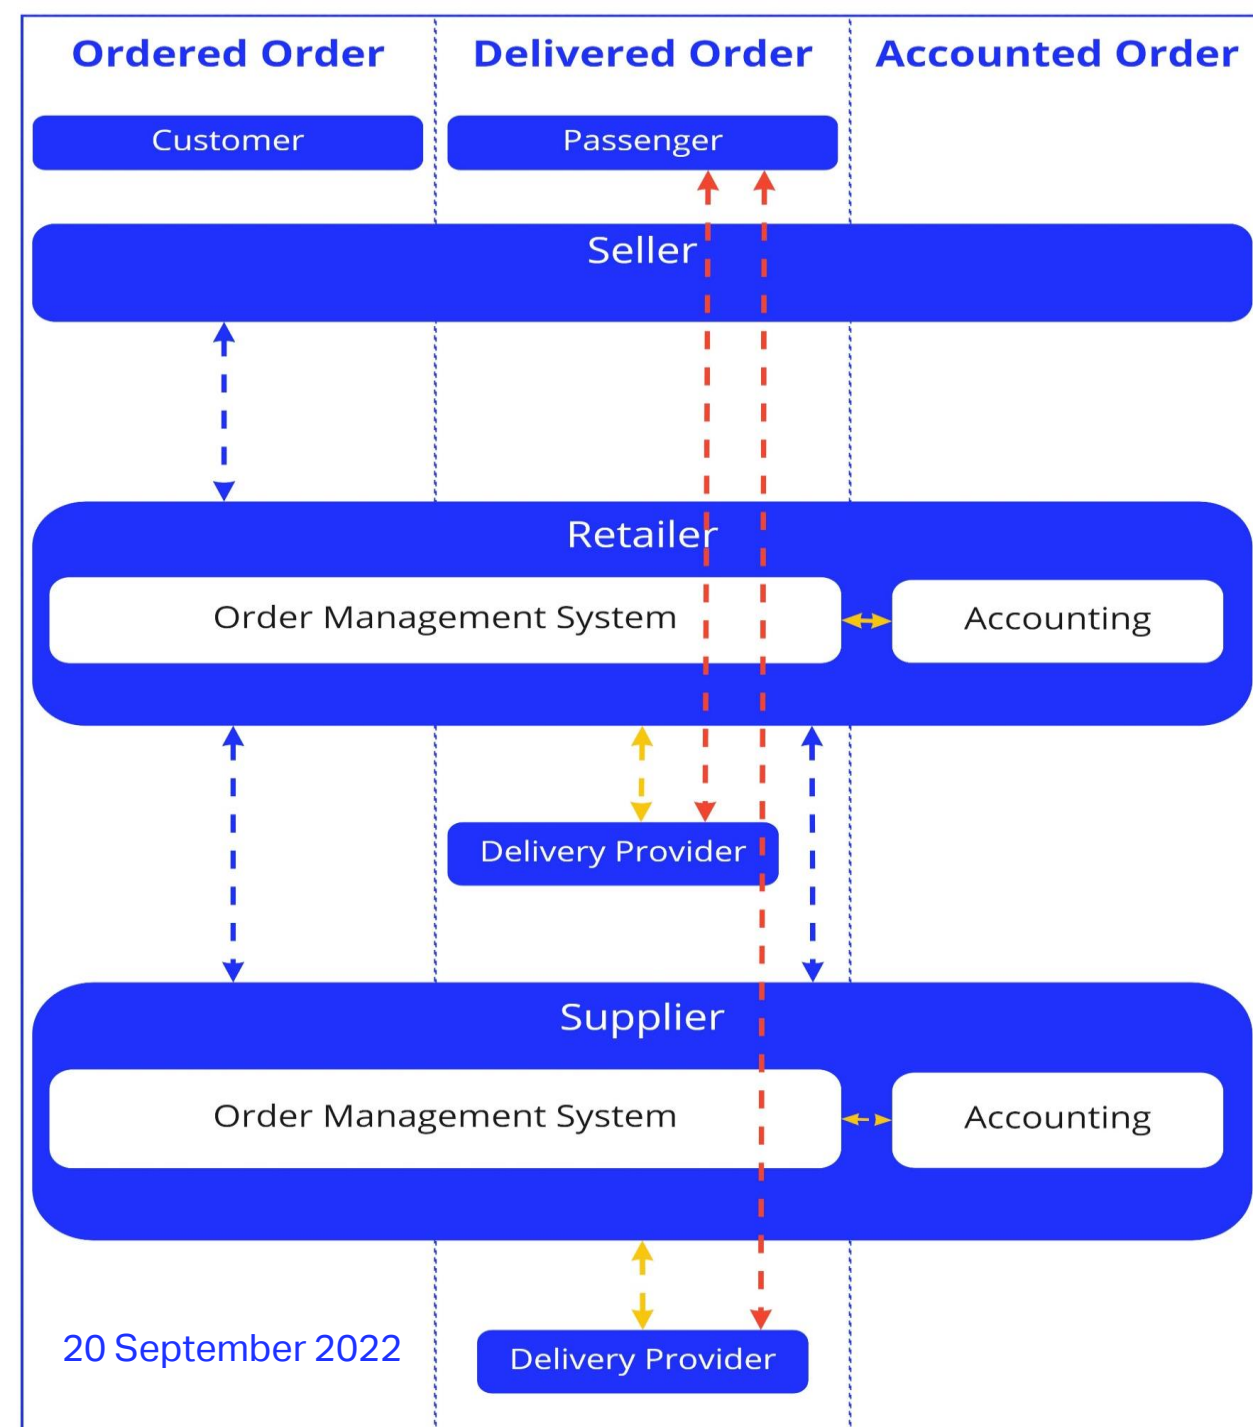 Ordered Order
Delivered Order
Accounted Order
Customer
Passenger
Seller
Retailer
Order Management System
Accounting
Delivery Provider
Supplier
Order Management System
Accounting
Delivery Provider
20 September 2022